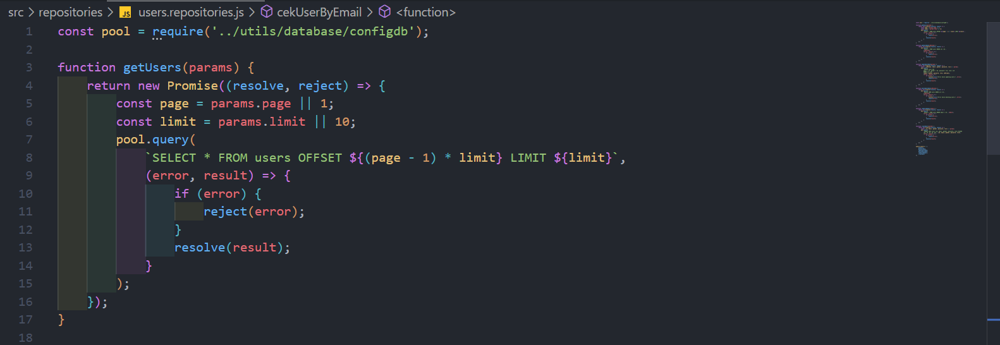 src > repositories > JS users.repositories.js > cekUserByEmail > <function>
1 const pool = require('../utils/database/configdb');
2
3 function getUsers(params) {
4 return new Promise((resolve, reject) => {
5 const page = params.page || 1;
6 const limit = params.limit || 10;
7 pool.query(
8 `SELECT * FROM users OFFSET ${(page - 1) * limit} LIMIT ${limit}`,
9 (error, result) => {
10 if (error) {
11 reject(error);
12 }
13 resolve(result);
14 }
15 );
16 });
17 }
18